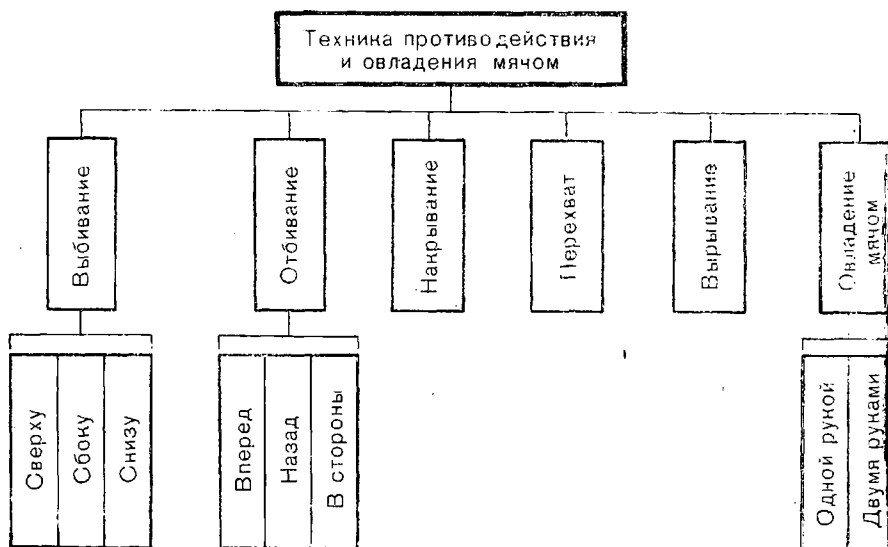 Техника противодействия
и овладения мячом
Выбивание
Отбивание
Накрывание
Перехват
Вырывание
Овладение
мячом
Сверху
Сбоку
Снизу
Вперед
Назад
В стороны
Одной рукой
Двумя руками